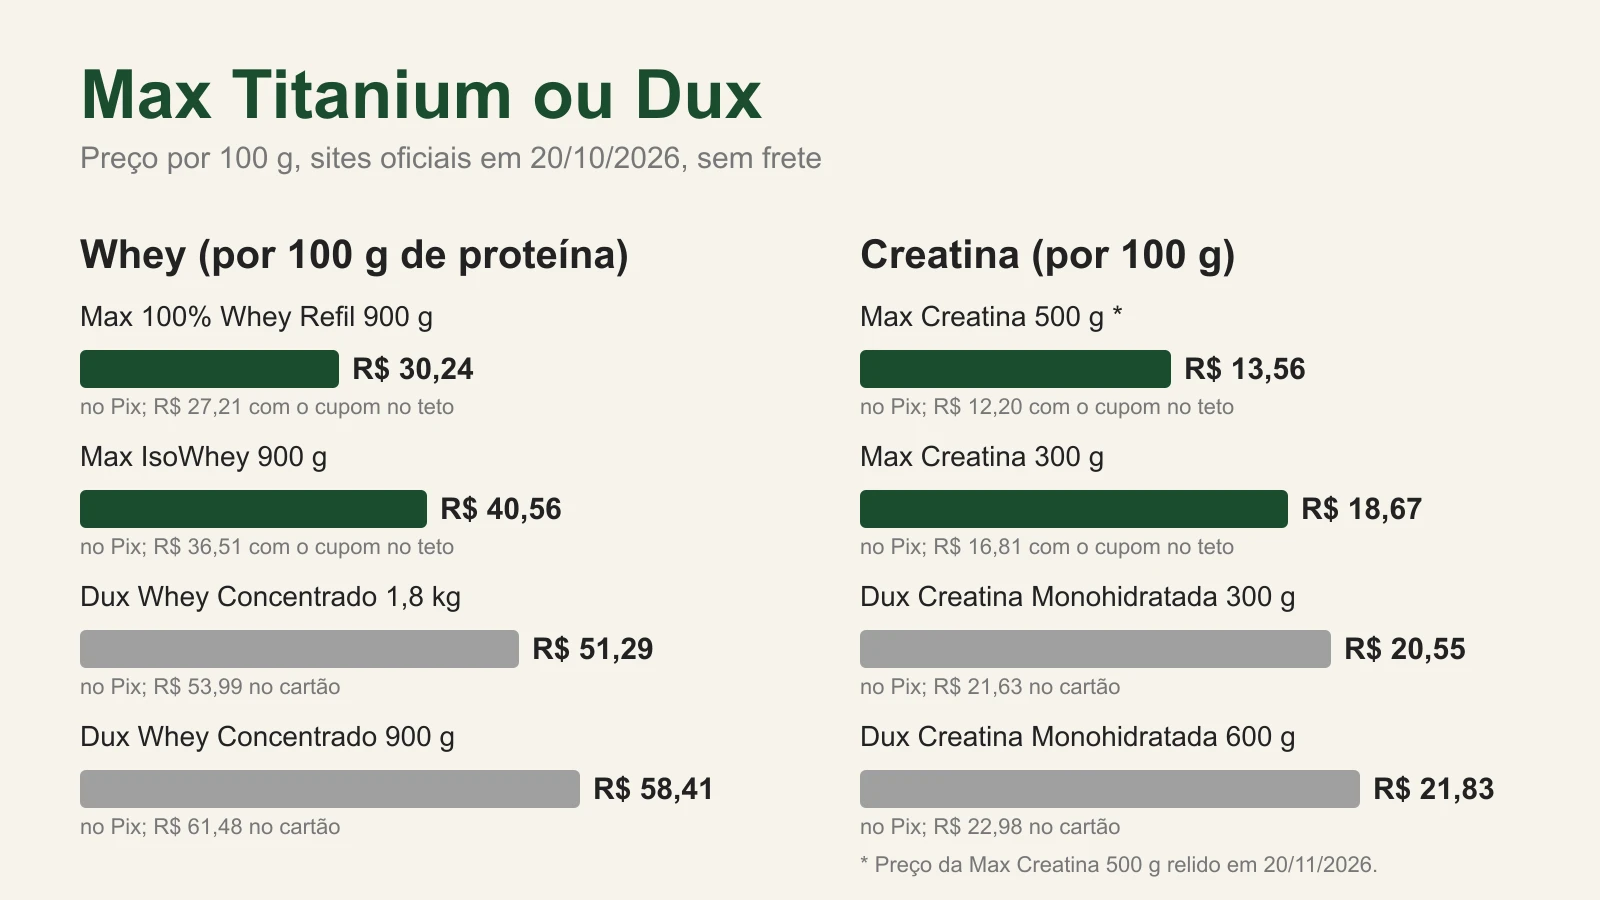 Max Titanium ou Dux
Preço por 100 g, sites oficiais em 20/10/2026, sem frete
Whey (por 100 g de proteína)
Max 100% Whey Refil 900 g
R$ 30,24
no Pix; R$ 27,21 com o cupom no teto
Max IsoWhey 900 g
R$ 40,56
no Pix; R$ 36,51 com o cupom no teto
Dux Whey Concentrado 1,8 kg
R$ 51,29
no Pix; R$ 53,99 no cartão
Dux Whey Concentrado 900 g
R$ 58,41
no Pix; R$ 61,48 no cartão
Creatina (por 100 g)
Max Creatina 500 g *
R$ 13,56
no Pix; R$ 12,20 com o cupom no teto
Max Creatina 300 g
R$ 18,67
no Pix; R$ 16,81 com o cupom no teto
Dux Creatina Monohidratada 300 g
R$ 20,55
no Pix; R$ 21,63 no cartão
Dux Creatina Monohidratada 600 g
R$ 21,83
no Pix; R$ 22,98 no cartão
* Preço da Max Creatina 500 g relido em 20/11/2026.